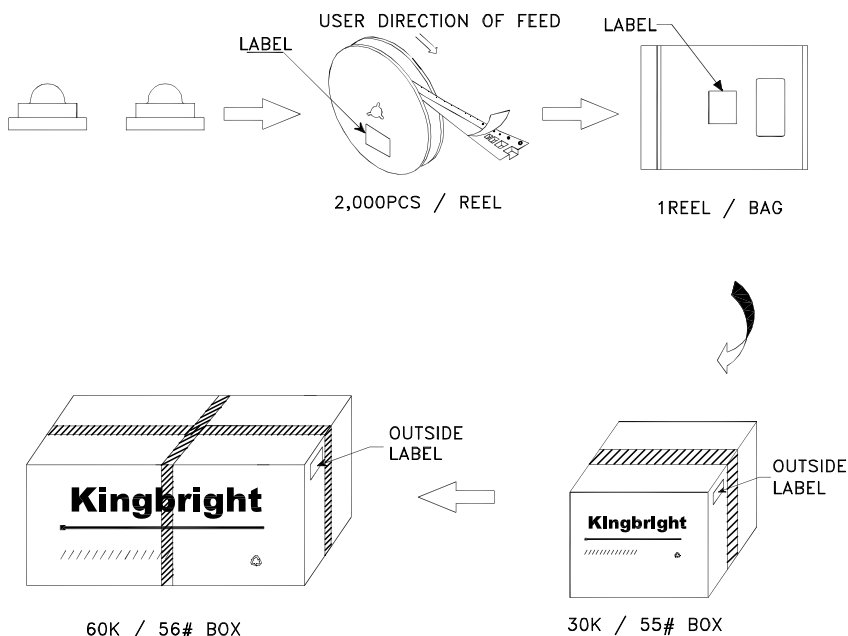 USER DIRECTION OF FEED
LABEL
LABEL
2,000PCS / REEL
1REEL / BAG
OUTSIDE
LABEL
Kingbright
60K / 56# BOX
OUTSIDE
LABEL
Kingbright
30K / 55# BOX